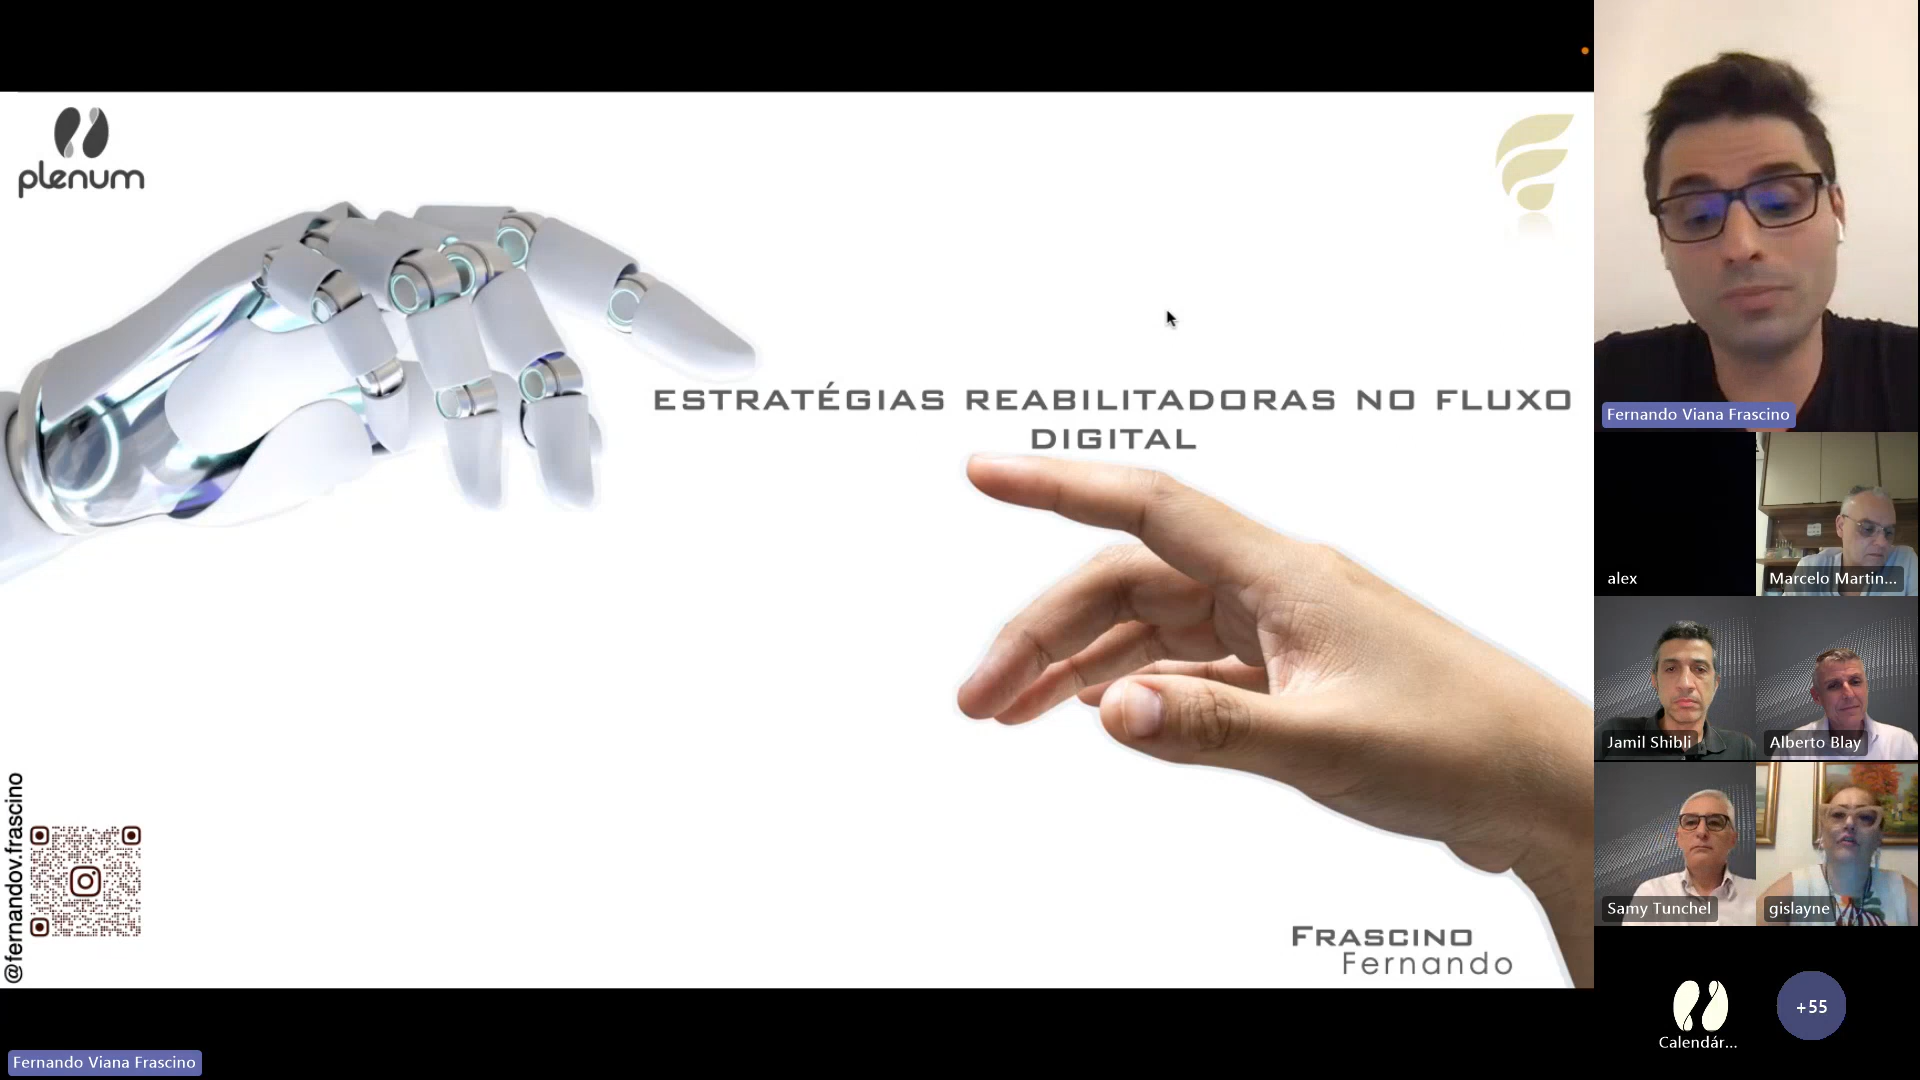 plenum
ESTRATÉGIAS REABILITADORAS NO FLUXO
DIGITAL
@fernandov.frascino
FRASCINO
Fernando
Fernando Viana Frascino
Fernando Viana Frascino
alex
Marcelo Martin...
Jamil Shibli
Alberto Blay
Samy Tunchel
gislayne
Calendár...
+55